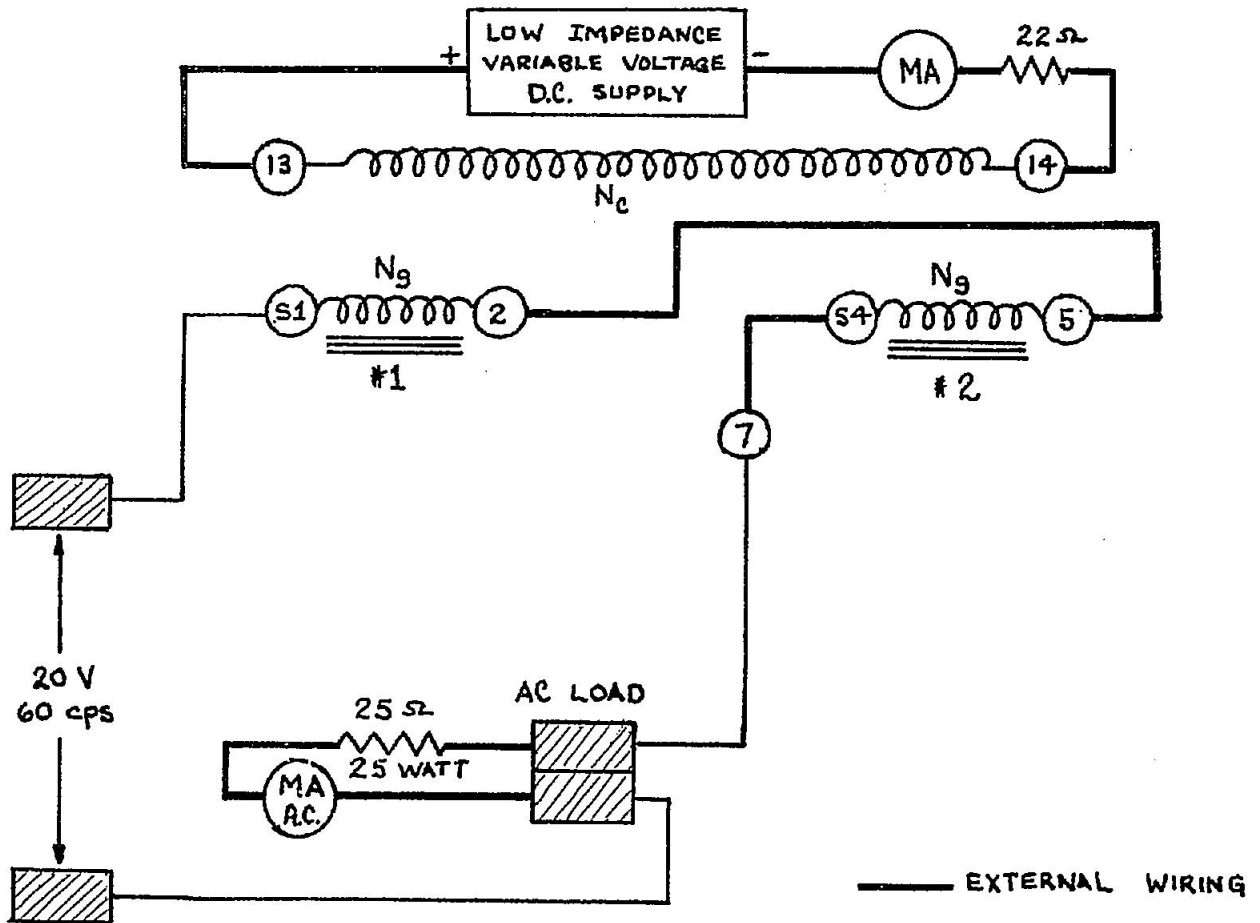 LOW IMPEDANCE
VARIABLE VOLTAGE
D.C. SUPPLY
+
-
MA
22 Ω
13
14
Nc
Ng
S1
2
#1
Ng
S4
5
#2
7
20 V
60 cps
AC LOAD
25 Ω
25 WATT
MA
A.C.
EXTERNAL WIRING